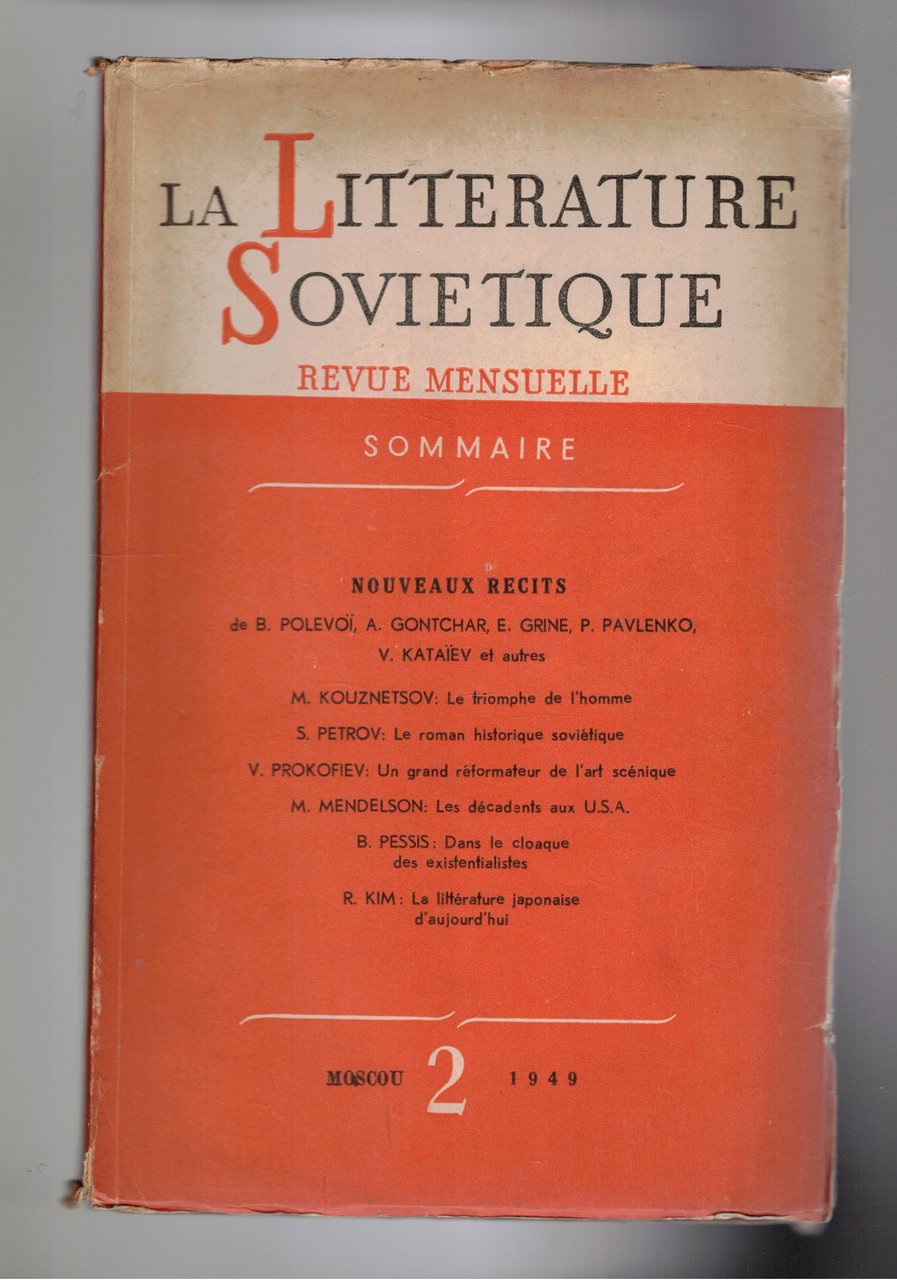 LA LITTERATURE
SOVIETIQUE
REVUE MENSUELLE
SOMMAIRE
NOUVEAUX RECITS
de B. POLEVOÏ, A. GONTCHAR, E. GRINE, P. PAVLENKO,
V. KATAÏEV et autres
M. KOUZNETSOV: Le triomphe de l'homme
S. PETROV: Le roman historique soviétique
V. PROKOFIEV: Un grand réformateur de l'art scénique
M. MENDELSON: Les décadents aux U.S.A.
B. PESSIS: Dans le cloaque
des existentialistes
R. KIM: La littérature japonaise
d'aujourd'hui
MOSCOU 2 1949